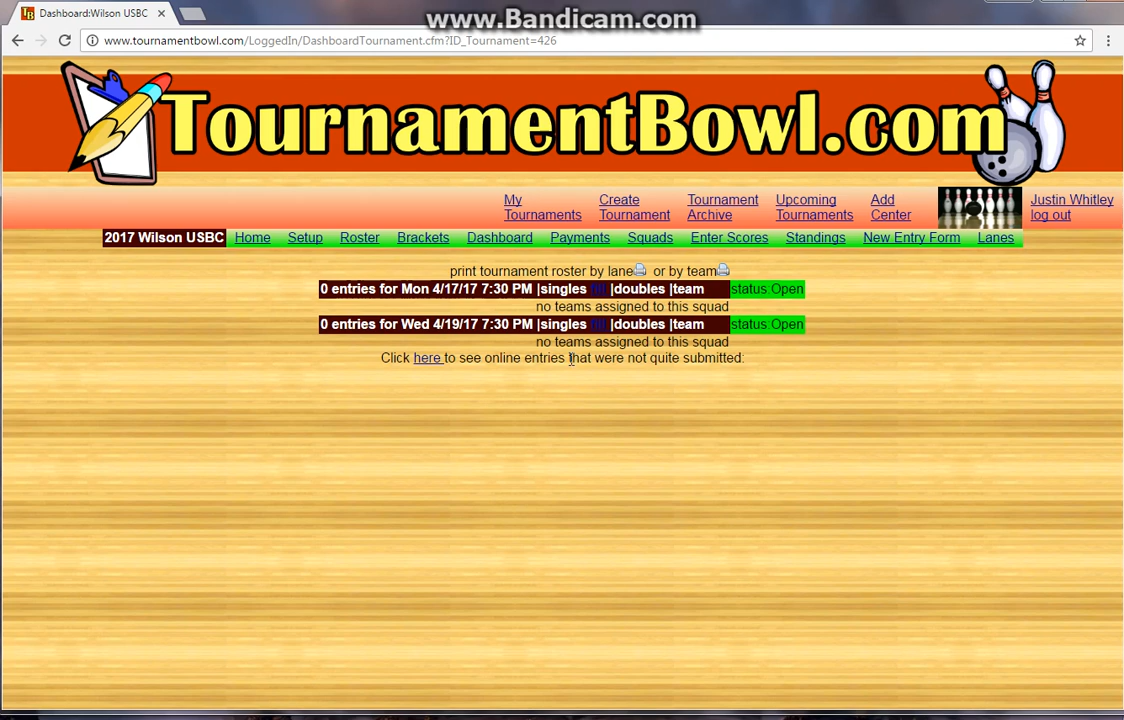 www.Bandicam.com
Dashboard:Wilson USBC
www.tournamentbowl.com/LoggedIn/DashboardTournament.cfm?ID_Tournament=426
TournamentBowl.com
My Tournaments
Create Tournament
Tournament Archive
Upcoming Tournaments
Add Center
Justin Whitley
log out
2017 Wilson USBC Home Setup Roster Brackets Dashboard Payments Squads Enter Scores Standings New Entry Form Lanes
print tournament roster by lane or by team
0 entries for Mon 4/17/17 7:30 PM |singles fill |doubles |team status:Open
no teams assigned to this squad
0 entries for Wed 4/19/17 7:30 PM |singles fill |doubles |team status:Open
no teams assigned to this squad
Click here to see online entries that were not quite submitted: